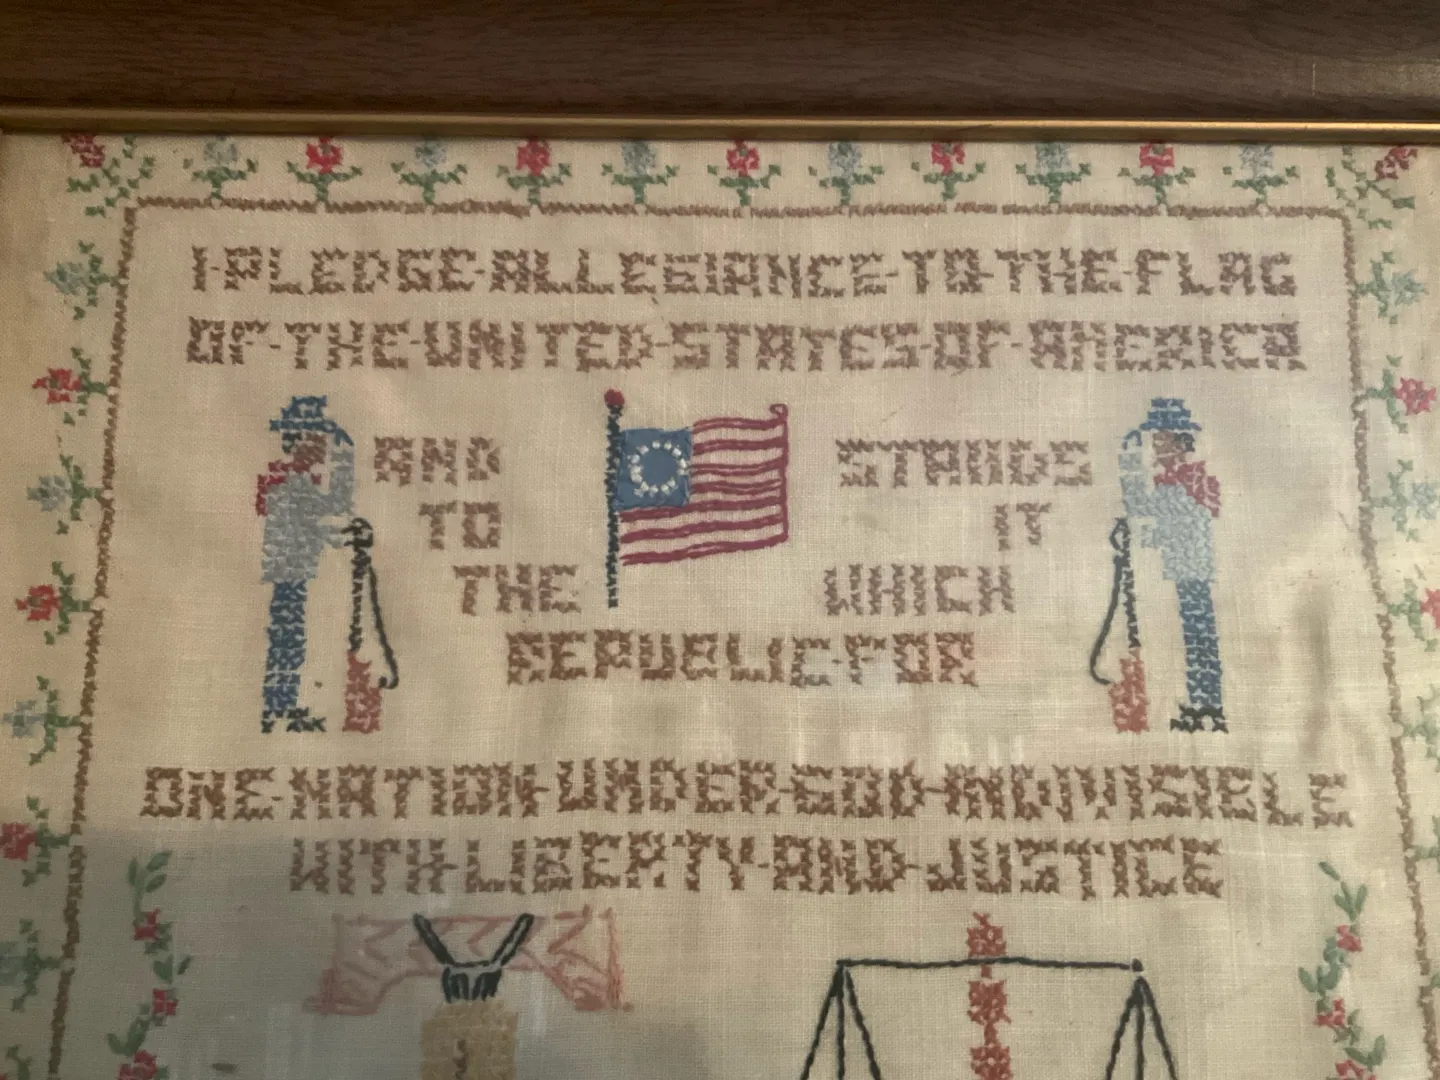 I·PLEDGE·ALLEGIANCE·TO·THE·FLAG
OF·THE·UNITED·STATES·OF·AMERICA
AND STANDS
TO IT
THE WHICH
REPUBLIC·FOR
ONE·NATION·UNDER·GOD·INDIVISIBLE
WITH·LIBERTY·AND·JUSTICE